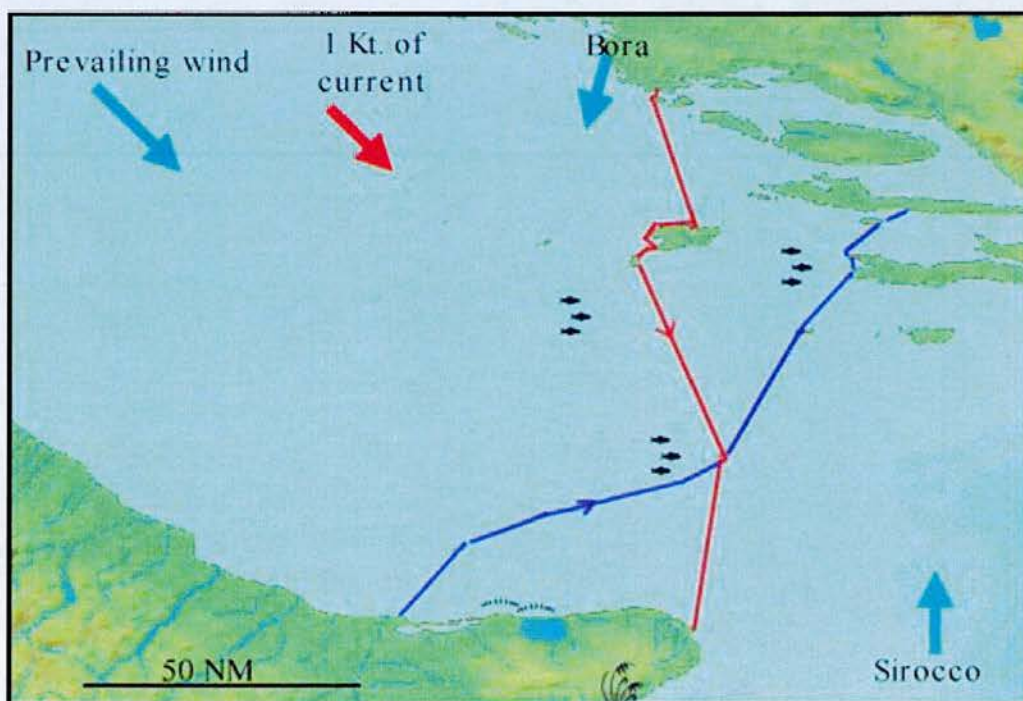 Prevailing wind
1 Kt. of
current
Bora
50 NM
Sirocco